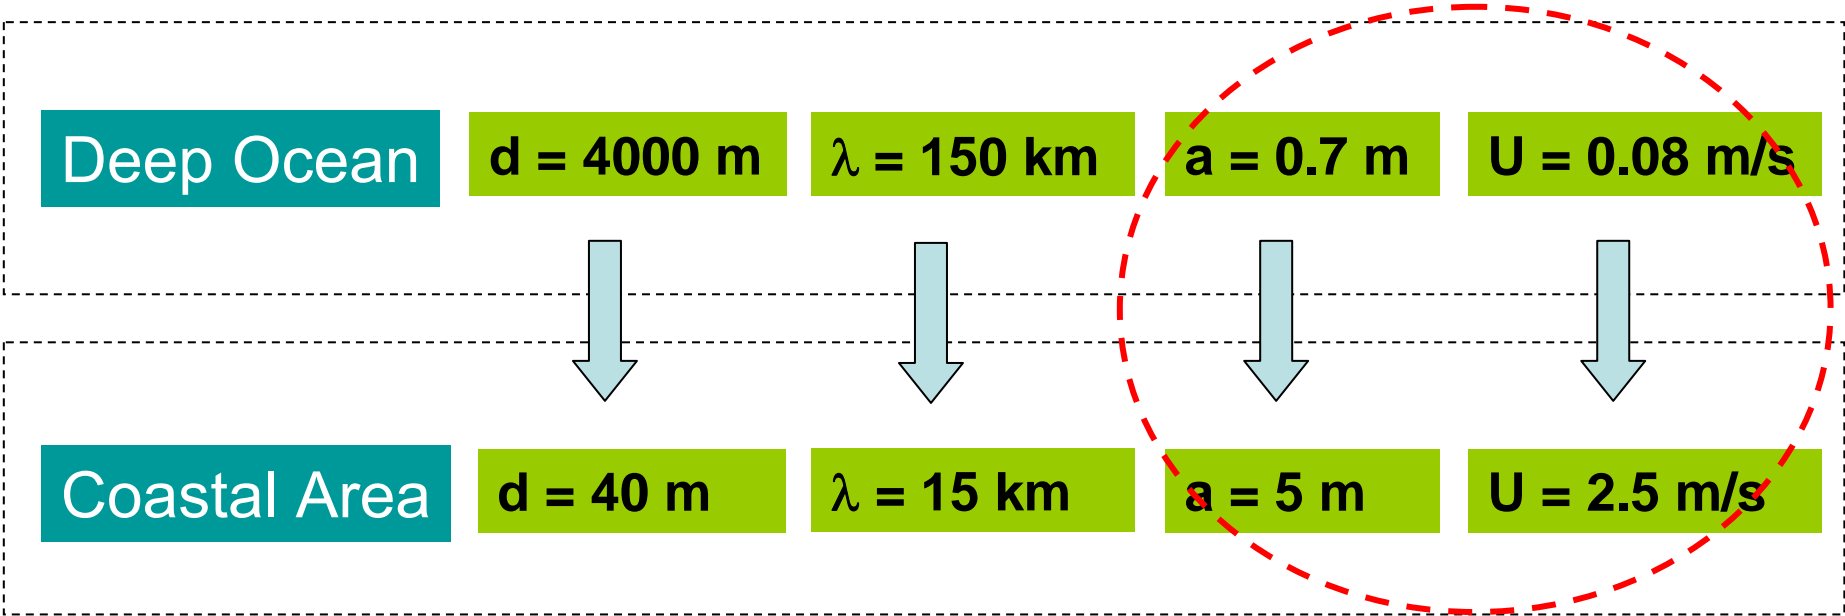 Deep Ocean d = 4000 m λ = 150 km a = 0.7 m U = 0.08 m/s
Coastal Area d = 40 m λ = 15 km a = 5 m U = 2.5 m/s